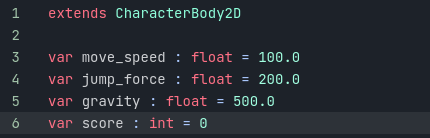 1 extends CharacterBody2D
2
3 var move_speed : float = 100.0
4 var jump_force : float = 200.0
5 var gravity : float = 500.0
6 var score : int = 0